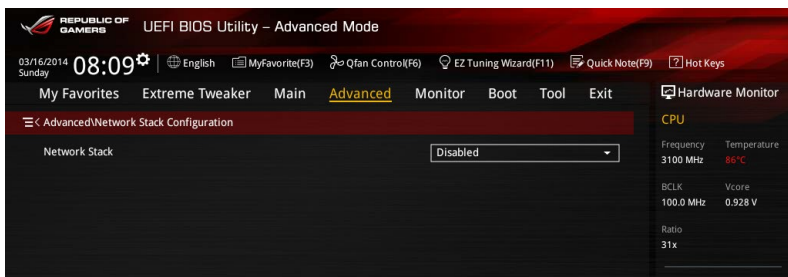 REPUBLIC OF
GAMERS
UEFI BIOS Utility – Advanced Mode
03/16/2014
Sunday
08:09
English
MyFavorite(F3)
Qfan Control(F6)
EZ Tuning Wizard(F11)
Quick Note(F9)
? Hot Keys
My Favorites
Extreme Tweaker
Main
Advanced
Monitor
Boot
Tool
Exit
Hardware Monitor
< Advanced\Network Stack Configuration
Network Stack
Disabled
CPU
Frequency Temperature
3100 MHz 86°C
BCLK Vcore
100.0 MHz 0.928 V
Ratio
31x